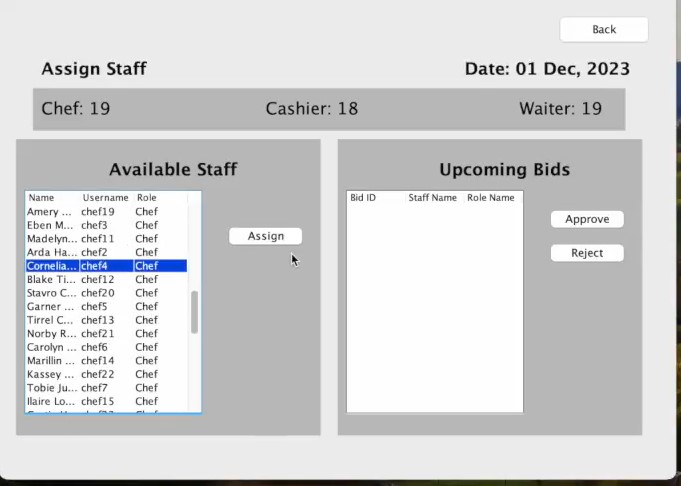 Back
Assign Staff Date: 01 Dec, 2023
Chef: 19 Cashier: 18 Waiter: 19
Available Staff
Name Username Role
Amery ... chef19 Chef
Eben M... chef3 Chef
Madelyn... chef11 Chef
Arda Ha... chef2 Chef
Cornelia... chef4 Chef
Blake Ti... chef12 Chef
Stavro C... chef20 Chef
Garner ... chef5 Chef
Tirrel C... chef13 Chef
Norby R... chef21 Chef
Carolyn ... chef6 Chef
Marillin ... chef14 Chef
Kassey ... chef22 Chef
Tobie Ju... chef7 Chef
Ilaire Lo... chef15 Chef
Assign
Upcoming Bids
Bid ID Staff Name Role Name
Approve
Reject